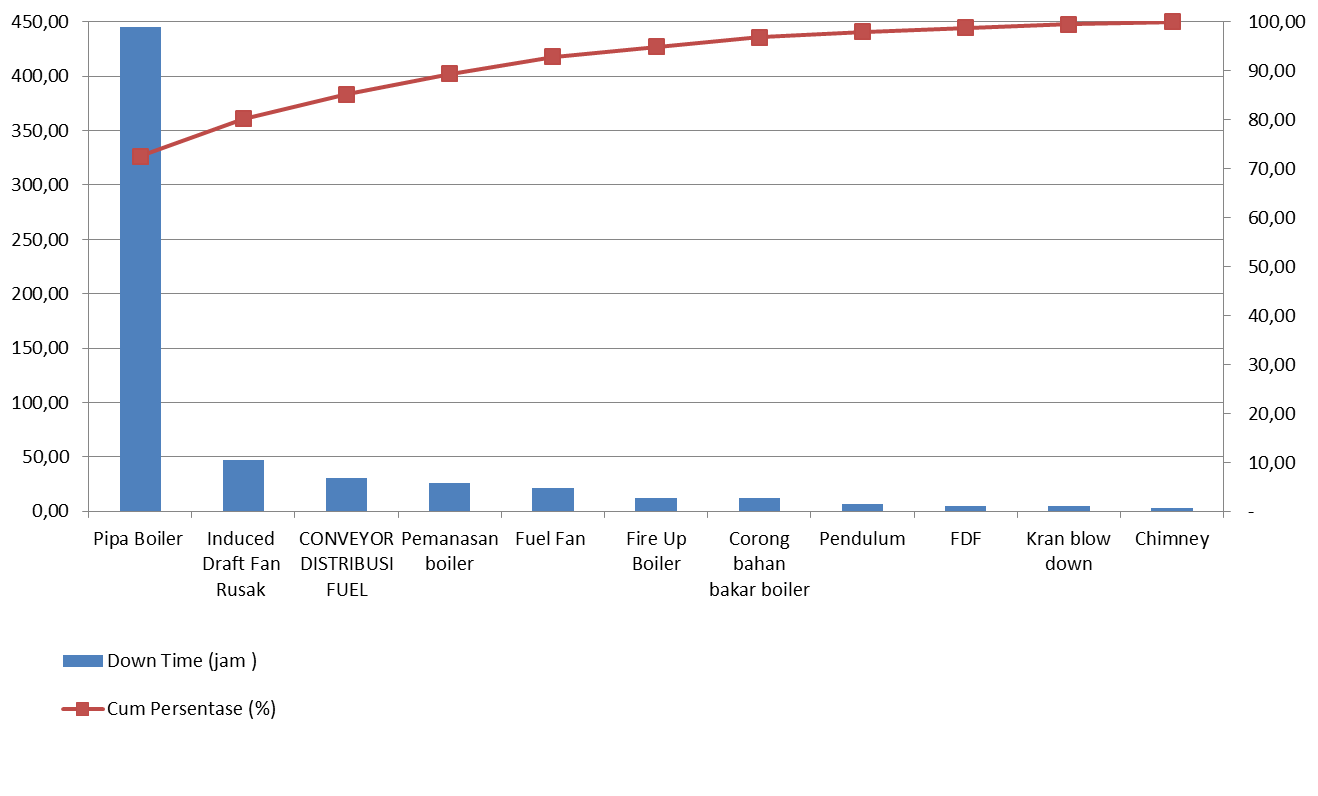 450,00
400,00
350,00
300,00
250,00
200,00
150,00
100,00
50,00
0,00
100,00
90,00
80,00
70,00
60,00
50,00
40,00
30,00
20,00
10,00
-
Pipa Boiler
Induced
Draft Fan
Rusak
CONVEYOR
DISTRIBUSI
FUEL
Pemanasan
boiler
Fuel Fan
Fire Up
Boiler
Corong
bahan
bakar boiler
Pendulum
FDF
Kran blow
down
Chimney
Down Time (jam )
Cum Persentase (%)